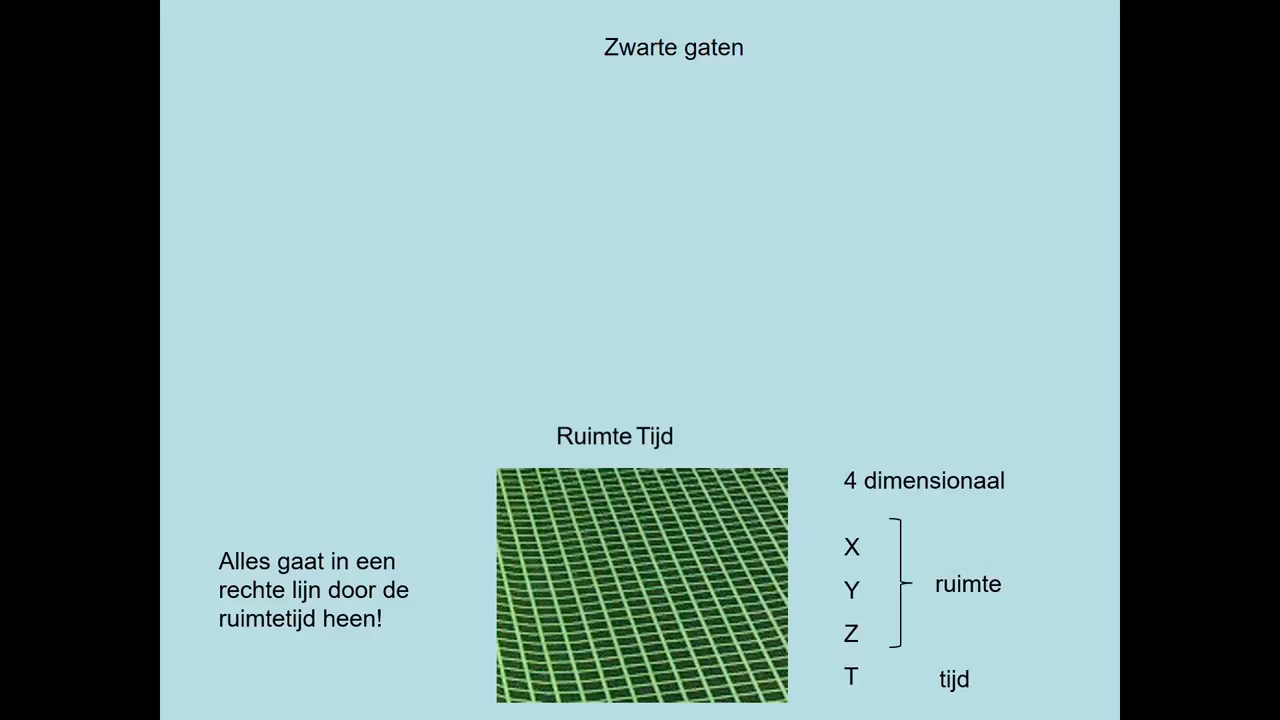 Zwarte gaten
Ruimte Tijd
Alles gaat in een
rechte lijn door de
ruimtetijd heen!
4 dimensionaal
X
Y
Z
ruimte
T
tijd